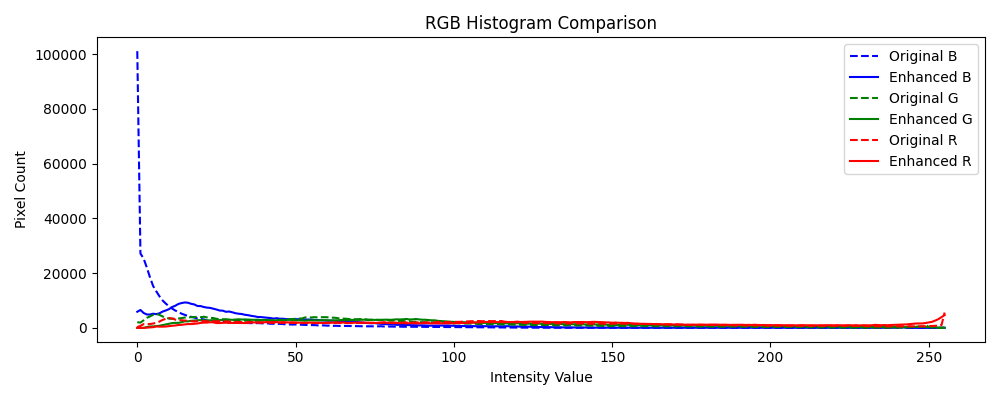 RGB Histogram Comparison
Original B
Enhanced B
Original G
Enhanced G
Original R
Enhanced R
Pixel Count
100000
80000
60000
40000
20000
0
0 50 100 150 200 250
Intensity Value